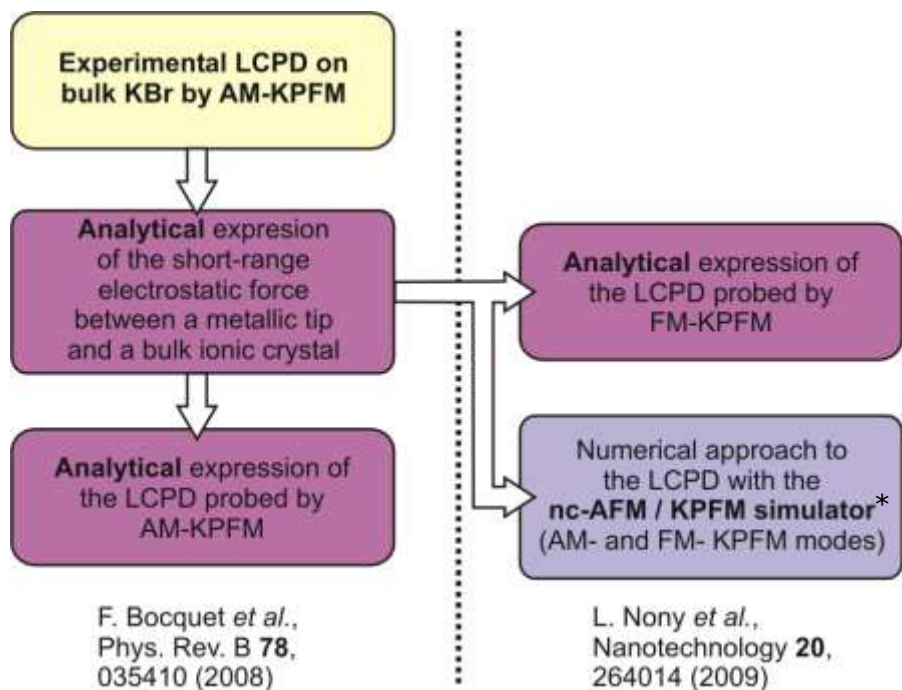 Experimental LCPD on
bulk KBr by AM-KPFM
Analytical expresion
of the short-range
electrostatic force
between a metallic tip
and a bulk ionic crystal
Analytical expression of
the LCPD probed by
AM-KPFM
F. Bocquet et al.,
Phys. Rev. B 78,
035410 (2008)
Analytical expression of
the LCPD probed by
FM-KPFM
Numerical approach to
the LCPD with the
nc-AFM / KPFM simulator*
(AM- and FM- KPFM modes)
L. Nony et al.,
Nanotechnology 20,
264014 (2009)